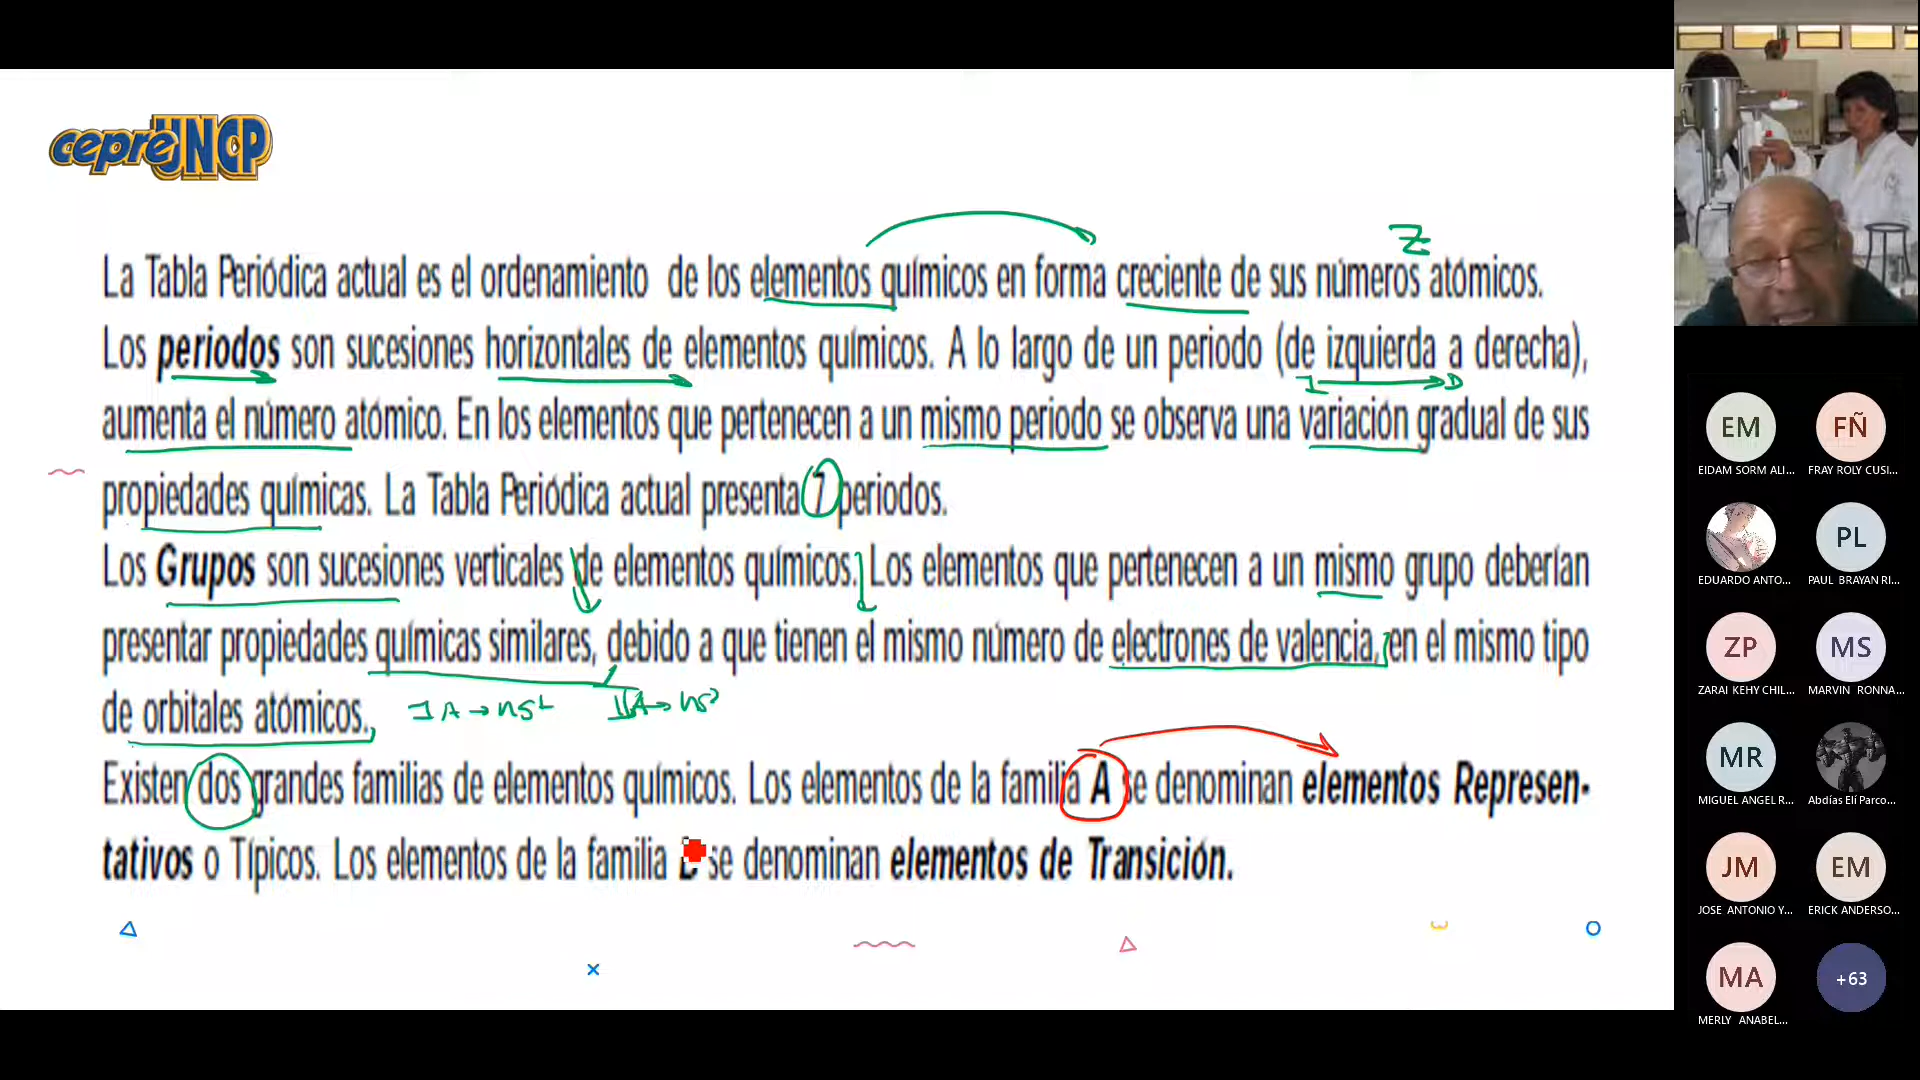 cepreUNCP
Z
La Tabla Periódica actual es el ordenamiento de los elementos químicos en forma creciente de sus números atómicos.
Los periodos son sucesiones horizontales de elementos químicos. A lo largo de un periodo (de izquierda a derecha),
I D
aumenta el número atómico. En los elementos que pertenecen a un mismo periodo se observa una variación gradual de sus
propiedades químicas. La Tabla Periódica actual presenta 7 periodos.
Los Grupos son sucesiones verticales de elementos químicos. Los elementos que pertenecen a un mismo grupo deberían
presentar propiedades químicas similares, debido a que tienen el mismo número de electrones de valencia, en el mismo tipo
de orbitales atómicos.
IA → ns¹ IIA → ns²
Existen dos grandes familias de elementos químicos. Los elementos de la familia A se denominan elementos Represen-
tativos o Típicos. Los elementos de la familia se denominan elementos de Transición.
EM FÑ
EIDAM SORM ALI... FRAY ROLY CUSI...
PL
EDUARDO ANTO... PAUL BRAYAN RI...
ZP MS
ZARAI KEHY CHIL... MARVIN RONNA...
MR
MIGUEL ANGEL R... Abdías Elí Parco...
JM EM
JOSE ANTONIO Y... ERICK ANDERSO...
MA +63
MERLY ANABEL...